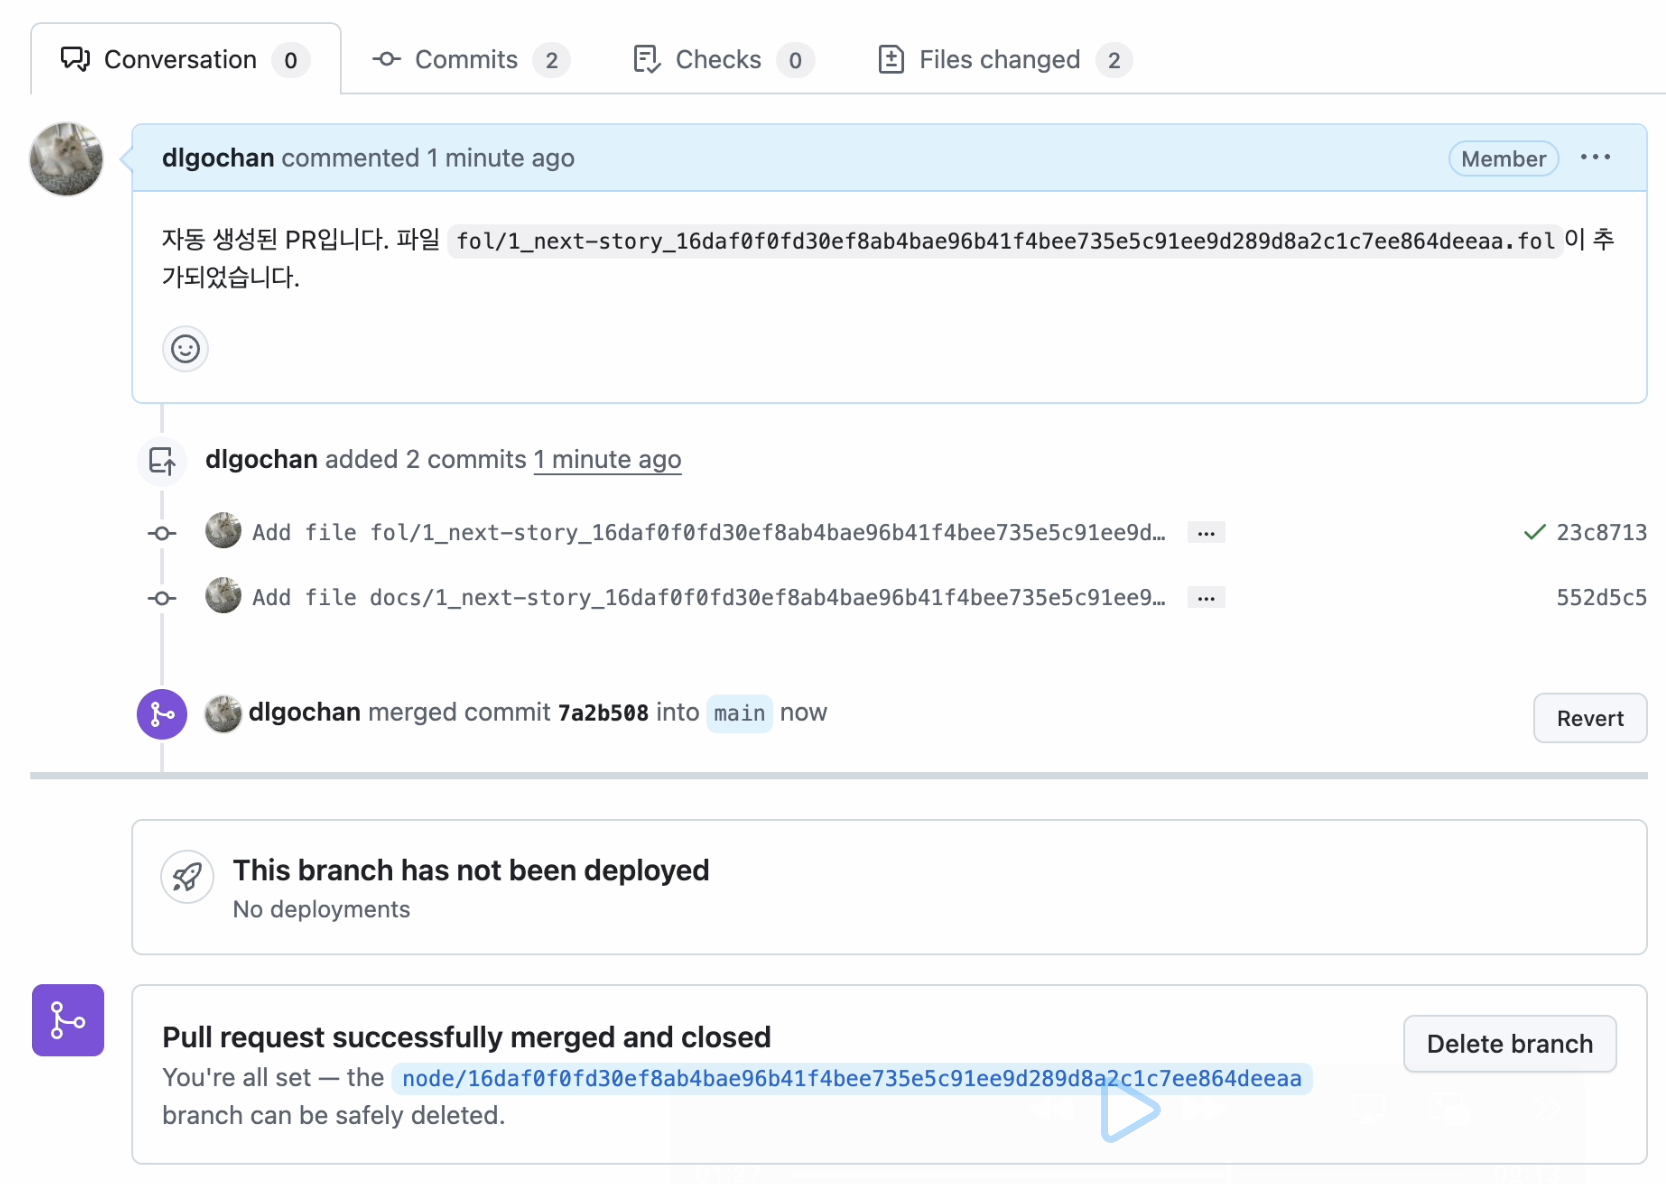 Conversation 0 Commits 2 Checks 0 Files changed 2
dlgochan commented 1 minute ago Member
자동 생성된 PR입니다. 파일 fol/1_next-story_16daf0f0fd30ef8ab4bae96b41f4bee735e5c91ee9d289d8a2c1c7ee864deeaa.fol이 추
가되었습니다.
dlgochan added 2 commits 1 minute ago
Add file fol/1_next-story_16daf0f0fd30ef8ab4bae96b41f4bee735e5c91ee9d… ... 23c8713
Add file docs/1_next-story_16daf0f0fd30ef8ab4bae96b41f4bee735e5c91ee9… ... 552d5c5
dlgochan merged commit 7a2b508 into main now Revert
This branch has not been deployed
No deployments
Pull request successfully merged and closed Delete branch
You're all set — the node/16daf0f0fd30ef8ab4bae96b41f4bee735e5c91ee9d289d8a2c1c7ee864deeaa
branch can be safely deleted.